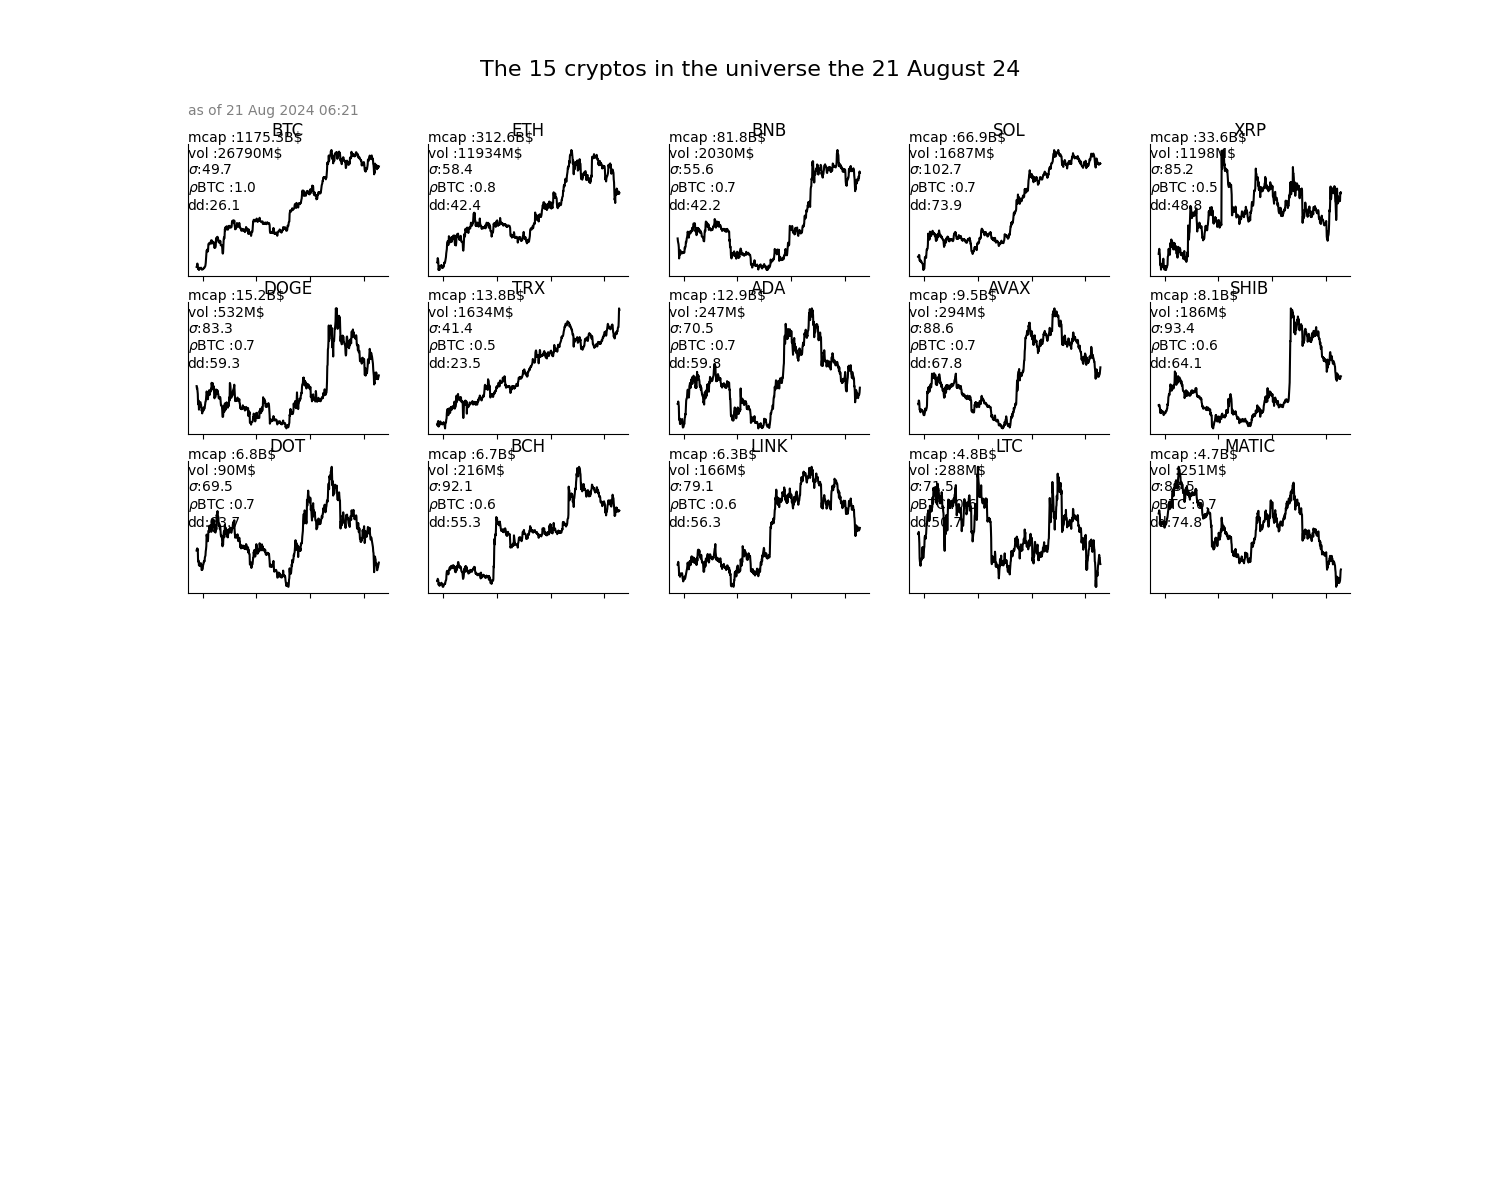 The 15 cryptos in the universe the 21 August 24
as of 21 Aug 2024 06:21
BTC
mcap :1175.3B$
vol :26790M$
σ:49.7
ρBTC :1.0
dd:26.1
ETH
mcap :312.6B$
vol :11934M$
σ:58.4
ρBTC :0.8
dd:42.4
BNB
mcap :81.8B$
vol :2030M$
σ:55.6
ρBTC :0.7
dd:42.2
SOL
mcap :66.9B$
vol :1687M$
σ:102.7
ρBTC :0.7
dd:73.9
XRP
mcap :33.6B$
vol :1198M$
σ:85.2
ρBTC :0.5
dd:48.8
DOGE
mcap :15.2B$
vol :532M$
σ:83.3
ρBTC :0.7
dd:59.3
TRX
mcap :13.8B$
vol :1634M$
σ:41.4
ρBTC :0.5
dd:23.5
ADA
mcap :12.9B$
vol :247M$
σ:70.5
ρBTC :0.7
dd:59.8
AVAX
mcap :9.5B$
vol :294M$
σ:88.6
ρBTC :0.7
dd:67.8
SHIB
mcap :8.1B$
vol :186M$
σ:93.4
ρBTC :0.6
dd:64.1
DOT
mcap :6.8B$
vol :90M$
σ:69.5
ρBTC :0.7
BCH
mcap :6.7B$
vol :216M$
σ:92.1
ρBTC :0.6
dd:55.3
LINK
mcap :6.3B$
vol :166M$
σ:79.1
ρBTC :0.6
dd:56.3
LTC
mcap :4.8B$
vol :288M$
ρBTC
MATIC
mcap :4.7B$
vol :251M$
ρBTC :0.7
dd:74.8